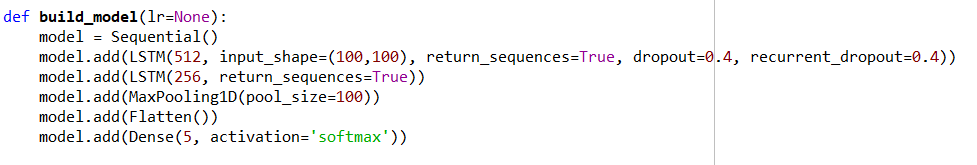 def build_model(lr=None):
    model = Sequential()
    model.add(LSTM(512, input_shape=(100,100), return_sequences=True, dropout=0.4, recurrent_dropout=0.4))
    model.add(LSTM(256, return_sequences=True))
    model.add(MaxPooling1D(pool_size=100))
    model.add(Flatten())
    model.add(Dense(5, activation='softmax'))